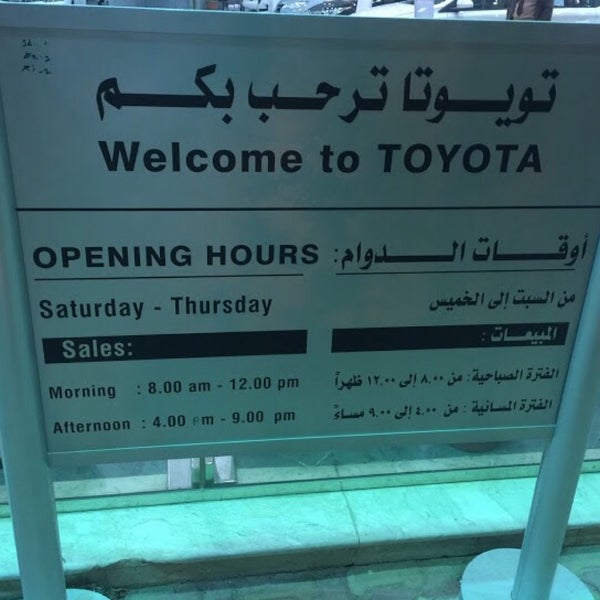 تويوتا ترحب بكم
Welcome to TOYOTA
OPENING HOURS
أوقات الدوام:
Saturday - Thursday
من السبت إلى الخميس
Sales:
المبيعات :
Morning : 8.00 am - 12.00 pm
الفترة الصباحية: من ٨.٠٠ إلى ١٢.٠٠ ظهراً
Afternoon : 4.00 pm - 9.00 pm
الفترة المسائية : من ٤.٠٠ إلى ٩.٠٠ مساءً